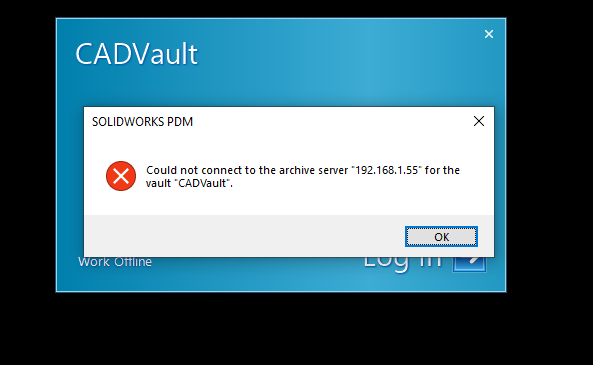 CADVault
SOLIDWORKS PDM
Could not connect to the archive server "192.168.1.55" for the
vault "CADVault".
OK
Work Offline
Log In